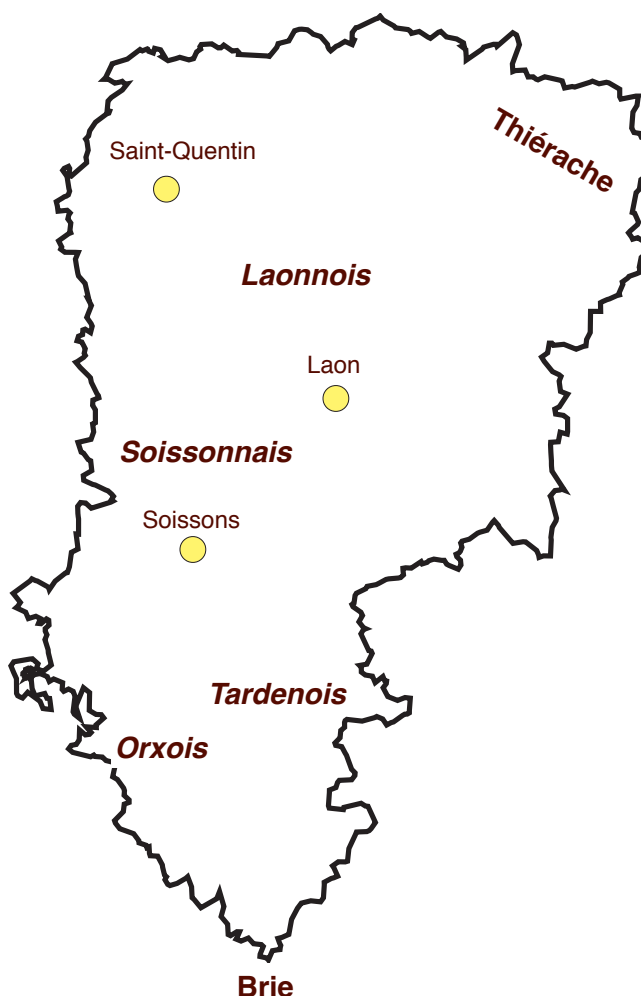 Thiérache
Saint-Quentin
Laonnois
Laon
Soissonnais
Soissons
Tardenois
Orxois
Brie